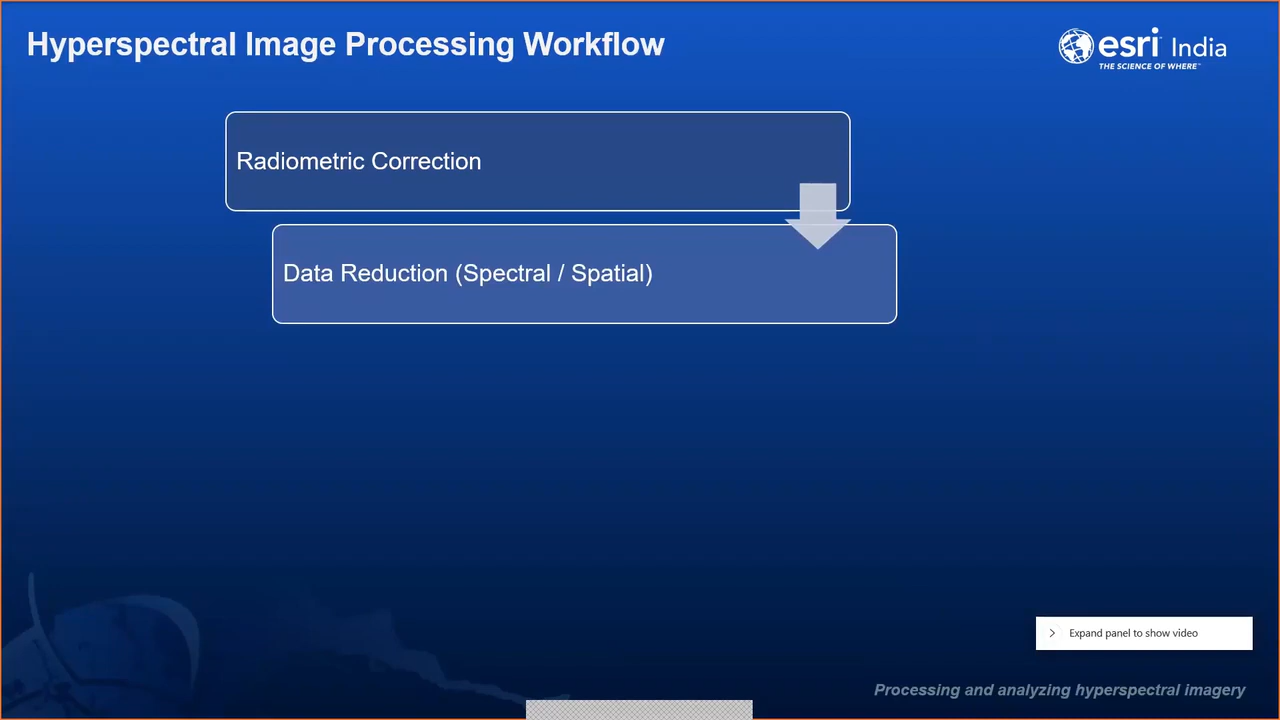 Hyperspectral Image Processing Workflow
esri India
THE SCIENCE OF WHERE™
Radiometric Correction
Data Reduction (Spectral / Spatial)
Expand panel to show video
Processing and analyzing hyperspectral imagery